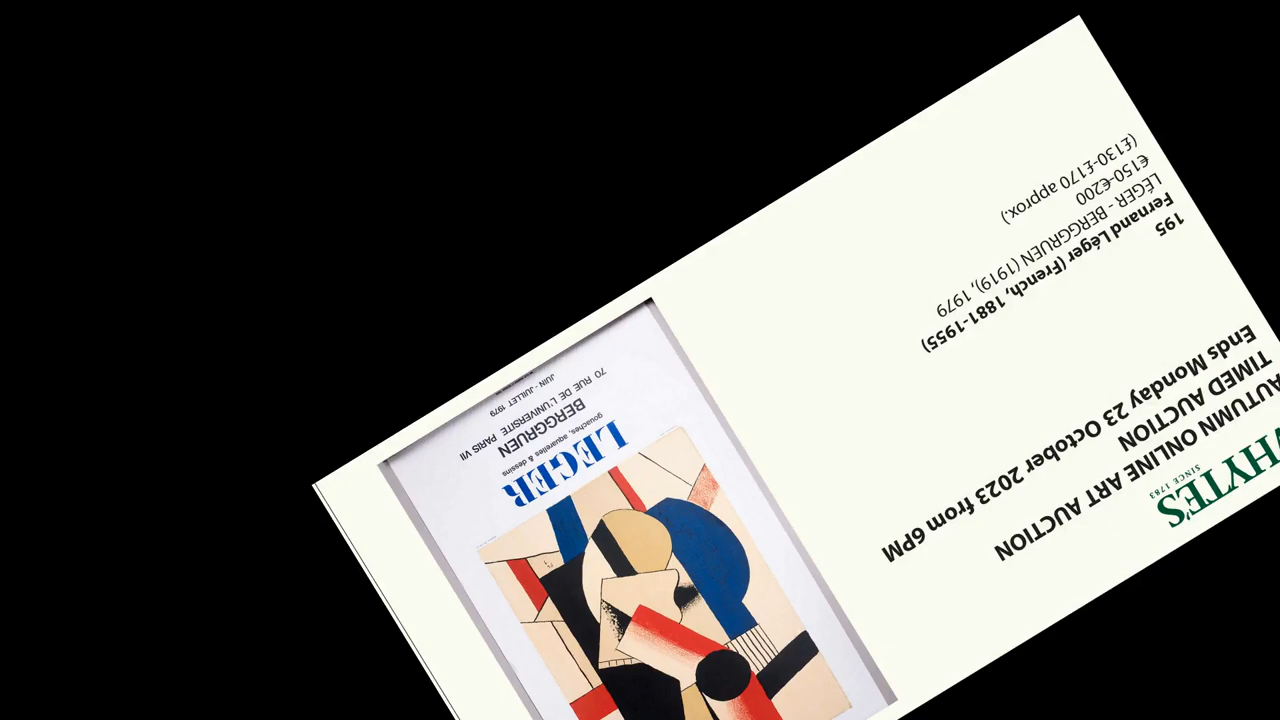 WHYTE'S
SINCE 1783
AUTUMN ONLINE ART AUCTION
TIMED AUCTION
Ends Monday 23 October 2023 from 6PM
195
Fernand Léger (French, 1881-1955)
LÉGER - BERGGRUEN (1919), 1979
€150-€200
(£130-£170 approx.)
LEGER
gouaches, aquarelles & dessins
BERGGRUEN
70 RUE DE L'UNIVERSITE PARIS VII
JUIN - JUILLET 1979